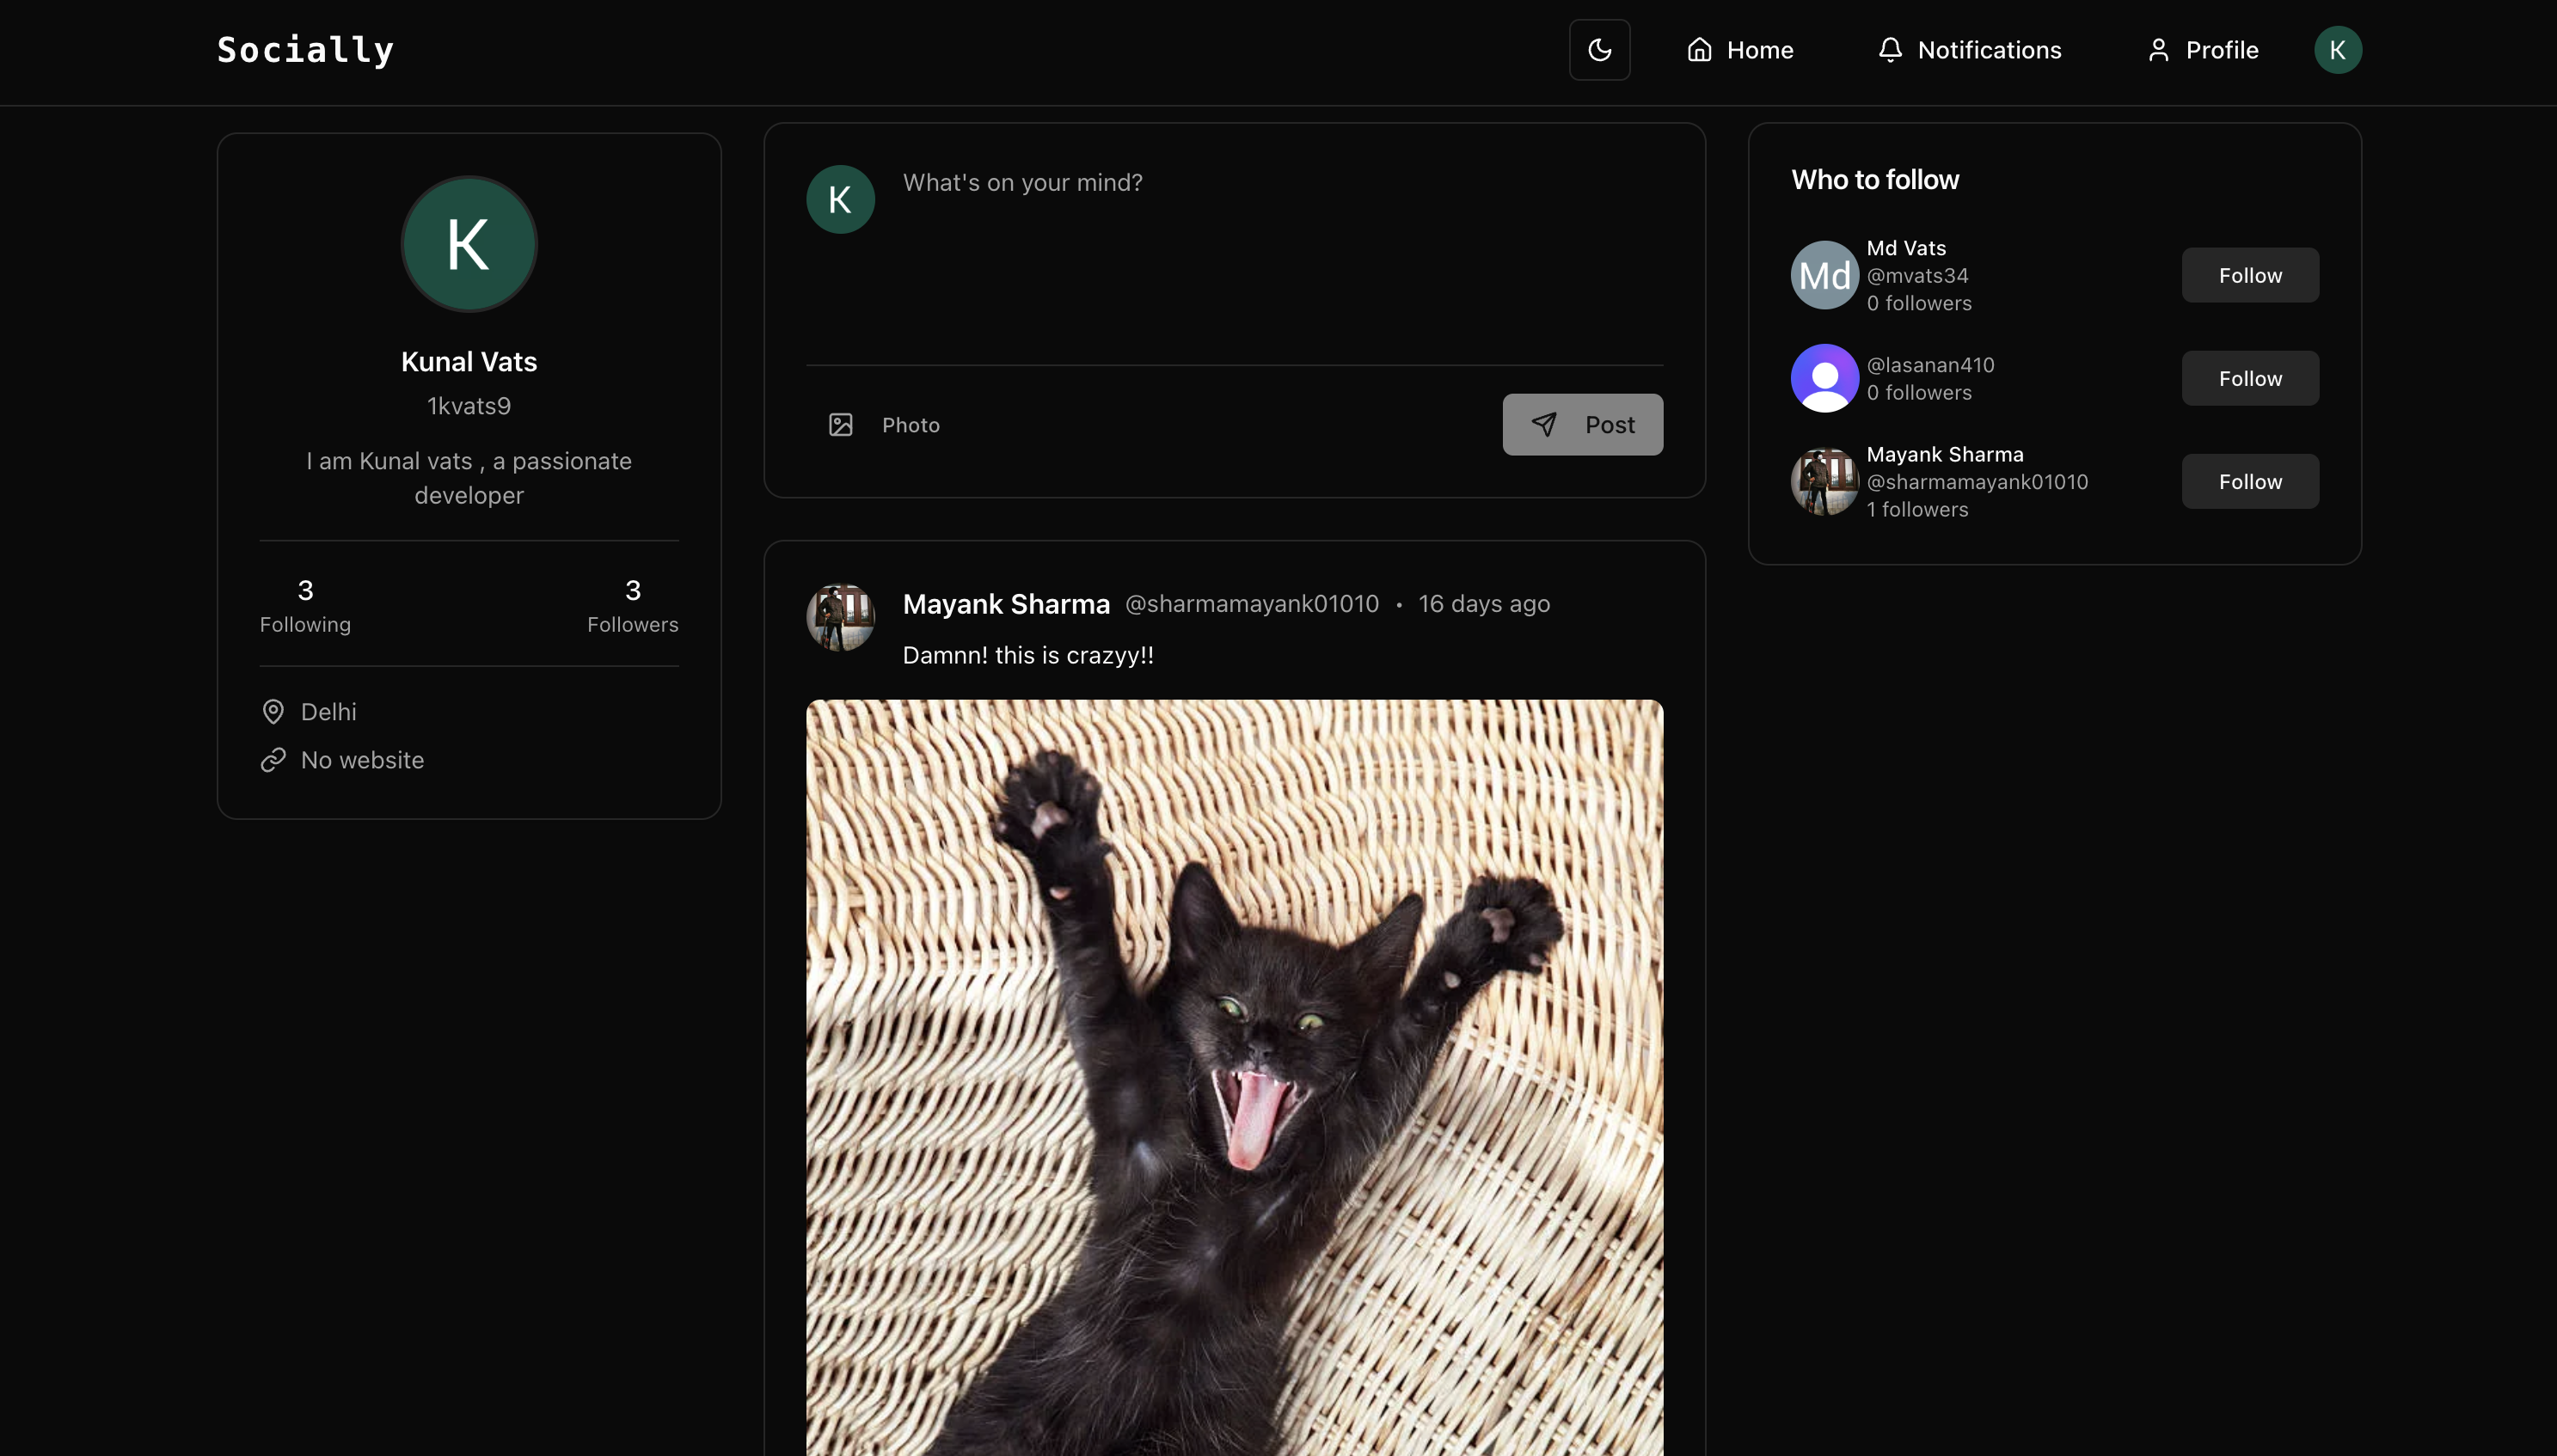 Socially
Home
Notifications
Profile
K
K
Kunal Vats
1kvats9
I am Kunal vats , a passionate
developer
3
Following
3
Followers
Delhi
No website
K
What's on your mind?
Photo
Post
Mayank Sharma @sharmamayank01010 • 16 days ago
Damnn! this is crazyy!!
Who to follow
Md
Md Vats
@mvats34
0 followers
Follow
@lasanan410
0 followers
Follow
Mayank Sharma
@sharmamayank01010
1 followers
Follow